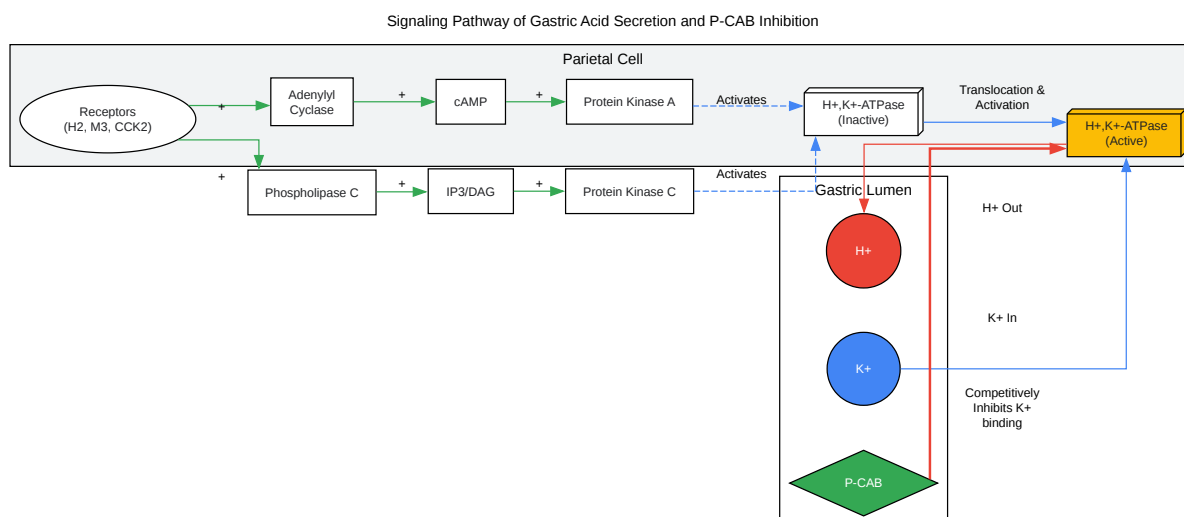 Signaling Pathway of Gastric Acid Secretion and P-CAB Inhibition
Parietal Cell
Receptors
(H2, M3, CCK2)
+
Adenylyl
Cyclase
+
cAMP
+
Protein Kinase A
Activates
H+,K+-ATPase
(Inactive)
Translocation &
Activation
H+,K+-ATPase
(Active)
+
Phospholipase C
+
IP3/DAG
+
Protein Kinase C
Activates
Gastric Lumen
H+
H+ Out
K+ In
K+
Competitively
Inhibits K+
binding
P-CAB